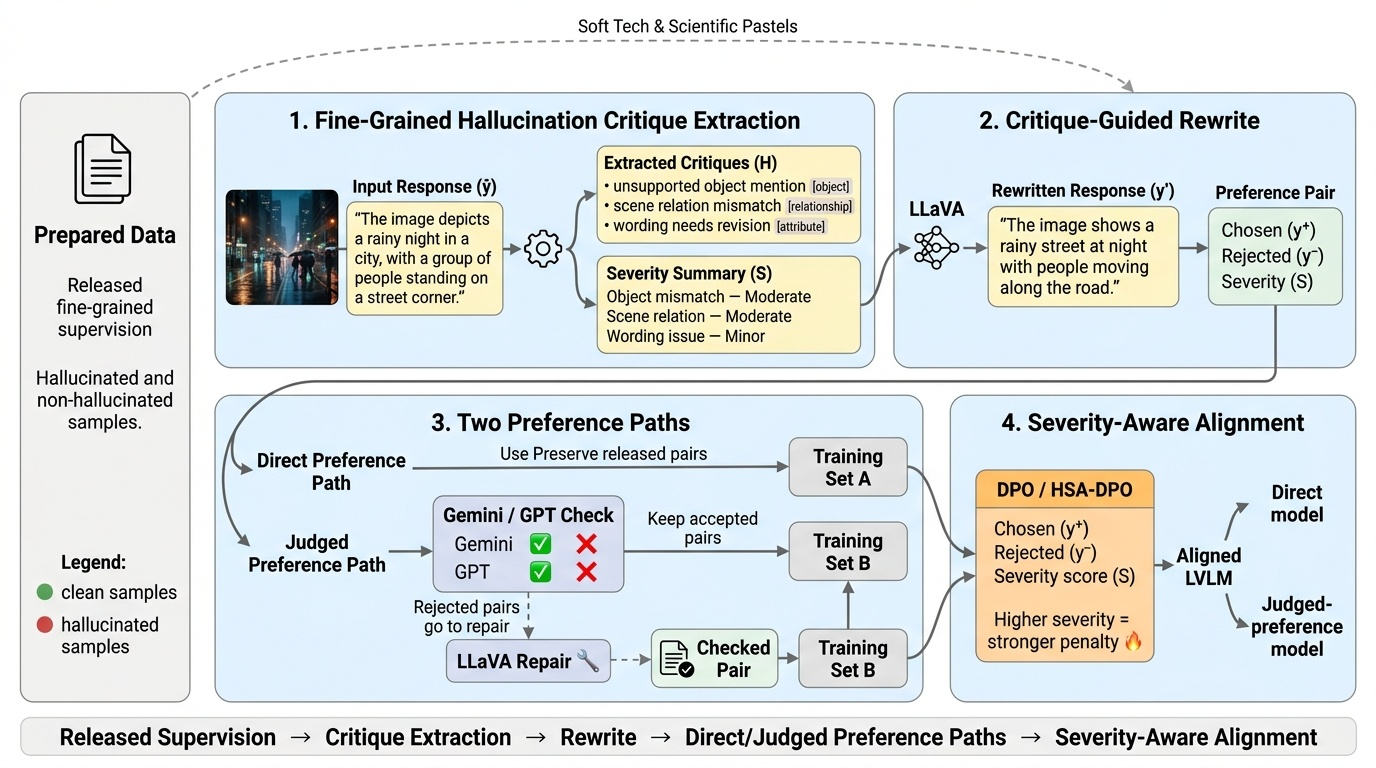 Soft Tech & Scientific Pastels
Prepared Data
Released
fine-grained
supervision
Hallucinated and
non-hallucinated
samples.
Legend:
clean samples
hallucinated
samples
1. Fine-Grained Hallucination Critique Extraction
Input Response (ŷ)
“The image depicts
a rainy night in a
city, with a group of
people standing on
a street corner.”
Extracted Critiques (H)
• unsupported object mention [object]
• scene relation mismatch [relationship]
• wording needs revision [attribute]
Severity Summary (S)
Object mismatch — Moderate
Scene relation — Moderate
Wording issue — Minor
2. Critique-Guided Rewrite
LLaVA
Rewritten Response (y')
“The image shows a
rainy street at night
with people moving
along the road.”
Preference Pair
Chosen (y⁺)
Rejected (y⁻)
Severity (S)
3. Two Preference Paths
Direct Preference
Path
Use Preserve released pairs
Training
Set A
Judged
Preference Path
Gemini / GPT Check
Gemini ✅ ❌
GPT ✅ ❌
Keep accepted
pairs
Training
Set B
Rejected pairs
go to repair
LLaVA Repair
Checked
Pair
Training
Set B
4. Severity-Aware Alignment
DPO / HSA-DPO
Chosen (y⁺)
Rejected (y⁻)
Severity score (S)
Higher severity =
stronger penalty 🔥
Aligned
LVLM
Direct
model
Judged-
preference
model
Released Supervision → Critique Extraction → Rewrite → Direct/Judged Preference Paths → Severity-Aware Alignment